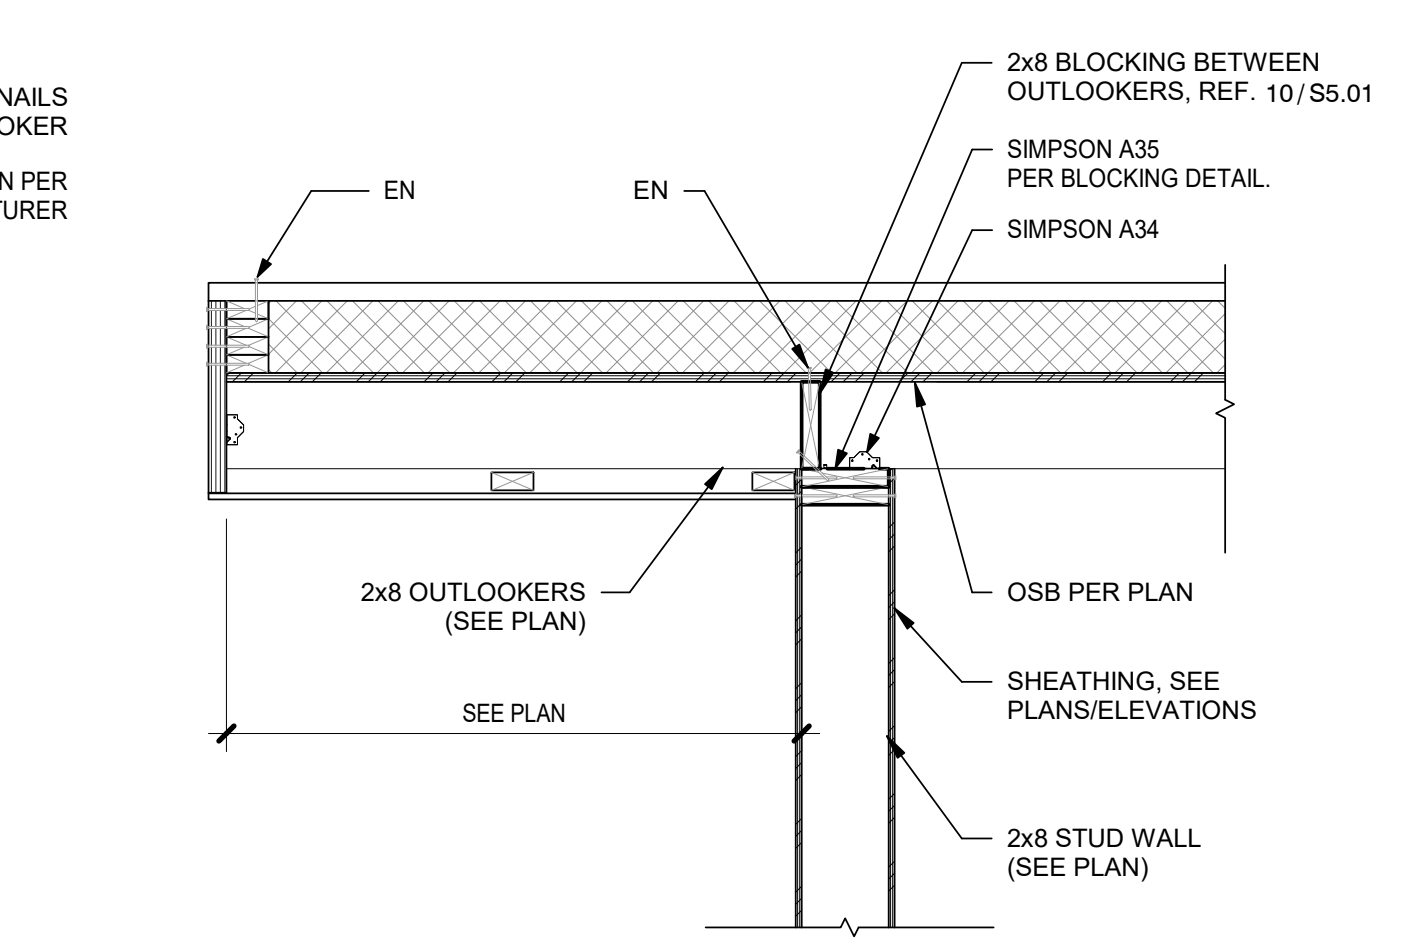 NAILS
OKER
N PER
TURER
EN
EN
2x8 BLOCKING BETWEEN
OUTLOOKERS, REF. 10/S5.01
SIMPSON A35
PER BLOCKING DETAIL.
SIMPSON A34
2x8 OUTLOOKERS
(SEE PLAN)
OSB PER PLAN
SHEATHING, SEE
PLANS/ELEVATIONS
SEE PLAN
2x8 STUD WALL
(SEE PLAN)